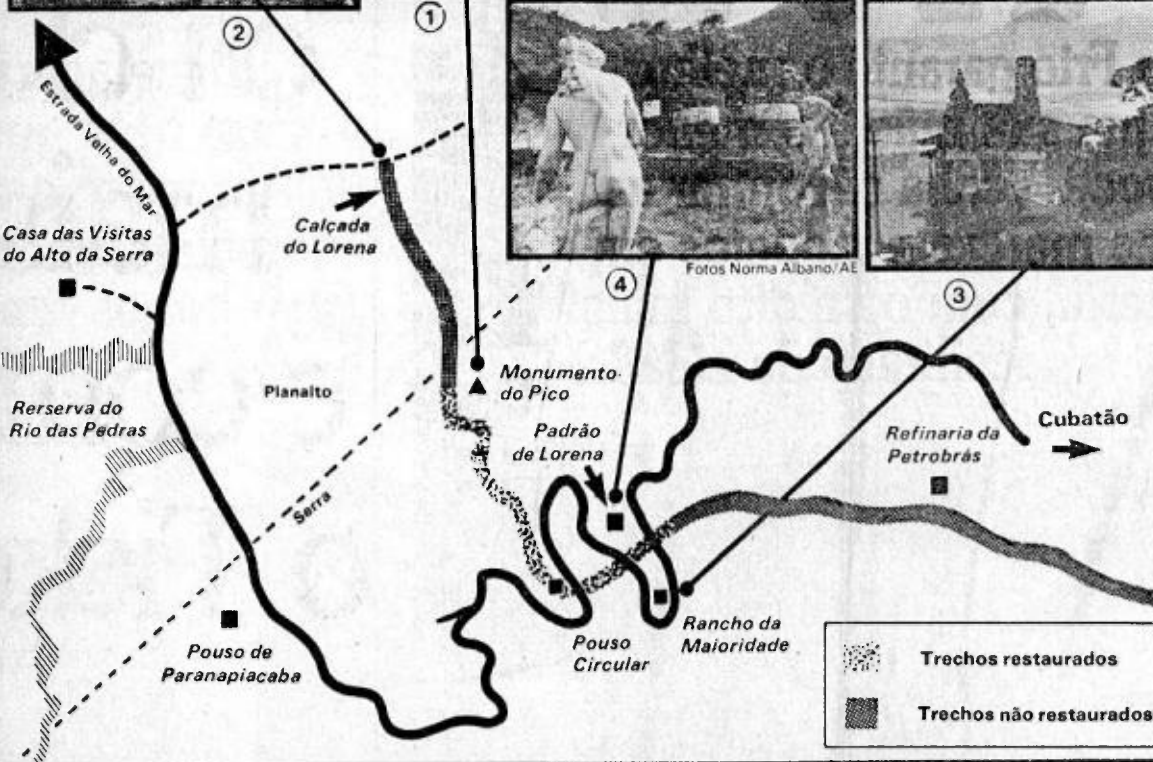 ②
①
④
③
Fotos Norma Albano/AE
Estrada Velha do Mar
Casa das Visitas
do Alto da Serra
Calçada
do Lorena
Planalto
Monumento
do Pico
Rerserva do
Rio das Pedras
Padrão
de Lorena
Refinaria da
Petrobrás
Cubatão
Serra
Pouso de
Paranapiacaba
Pouso
Circular
Rancho da
Maioridade
Trechos restaurados
Trechos não restaurados